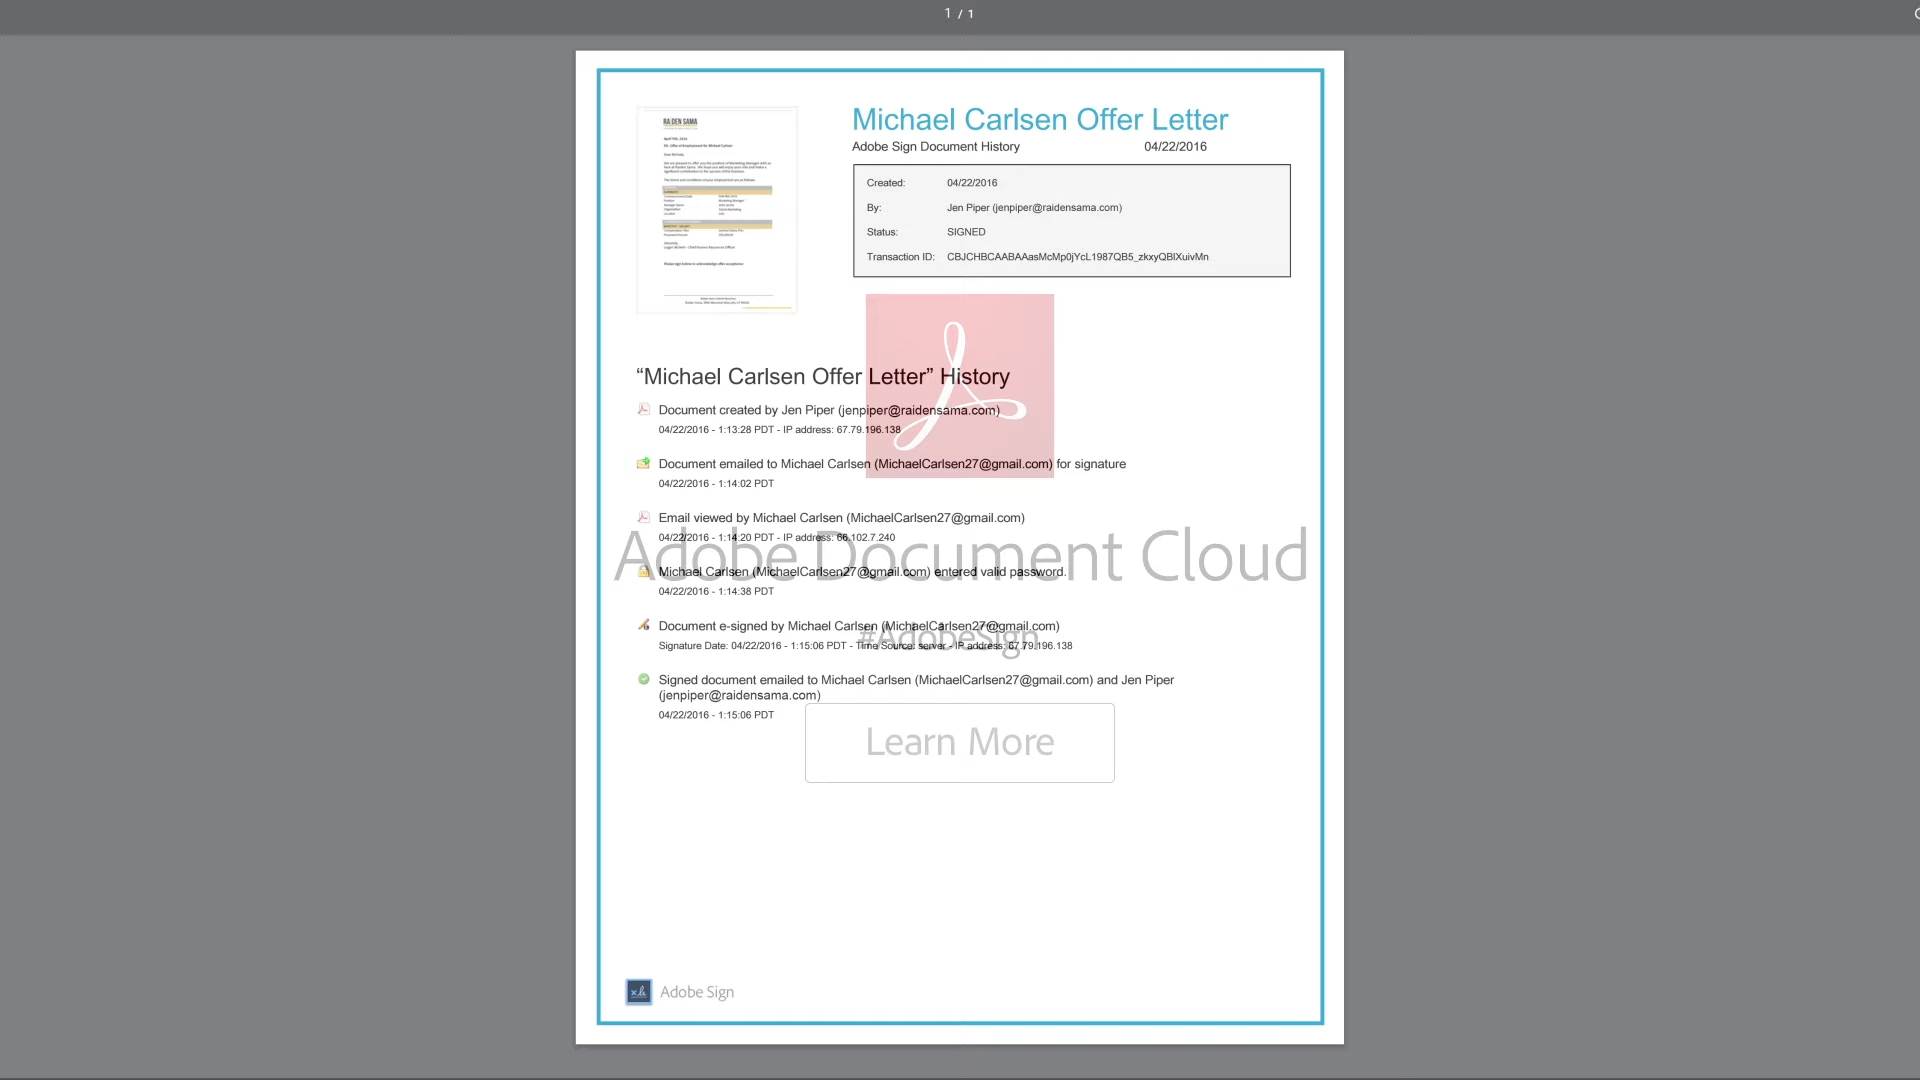 1 / 1
RAIDEN SAMA
Michael Carlsen Offer Letter
Adobe Sign Document History 04/22/2016
Created: 04/22/2016
By: Jen Piper (jenpiper@raidensama.com)
Status: SIGNED
Transaction ID: CBJCHBCAABAAasMcMp0jYcL1987QB5_zkxyQBIXuivMn
“Michael Carlsen Offer Letter” History
Document created by Jen Piper (jenpiper@raidensama.com)
04/22/2016 - 1:13:28 PDT - IP address: 67.79.196.138
Document emailed to Michael Carlsen (MichaelCarlsen27@gmail.com) for signature
04/22/2016 - 1:14:02 PDT
Email viewed by Michael Carlsen (MichaelCarlsen27@gmail.com)
04/22/2016 - 1:14:20 PDT - IP address: 66.102.7.240
Adobe Document Cloud
Michael Carlsen (MichaelCarlsen27@gmail.com) entered valid password.
04/22/2016 - 1:14:38 PDT
Document e-signed by Michael Carlsen (MichaelCarlsen27@gmail.com)
#AdobeSign
Signature Date: 04/22/2016 - 1:15:06 PDT - Time Source: server - IP address: 67.79.196.138
Signed document emailed to Michael Carlsen (MichaelCarlsen27@gmail.com) and Jen Piper
(jenpiper@raidensama.com)
04/22/2016 - 1:15:06 PDT
Learn More
Adobe Sign